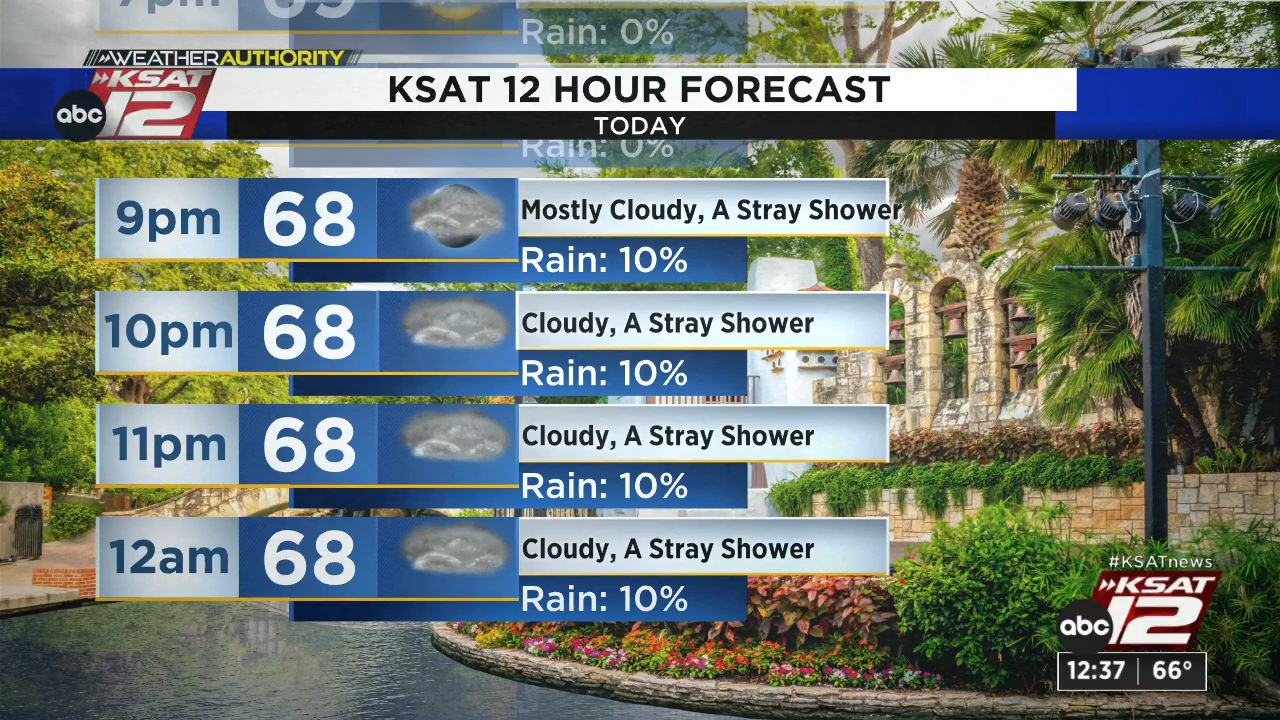 7pm 69
Rain: 0%
WEATHERAUTHORITY
KSAT
abc 12
KSAT 12 HOUR FORECAST
TODAY
Rain: 0%
9pm 68 Mostly Cloudy, A Stray Shower
Rain: 10%
10pm 68 Cloudy, A Stray Shower
Rain: 10%
11pm 68 Cloudy, A Stray Shower
Rain: 10%
12am 68 Cloudy, A Stray Shower
Rain: 10%
#KSATnews
KSAT
abc 12
12:37 66°